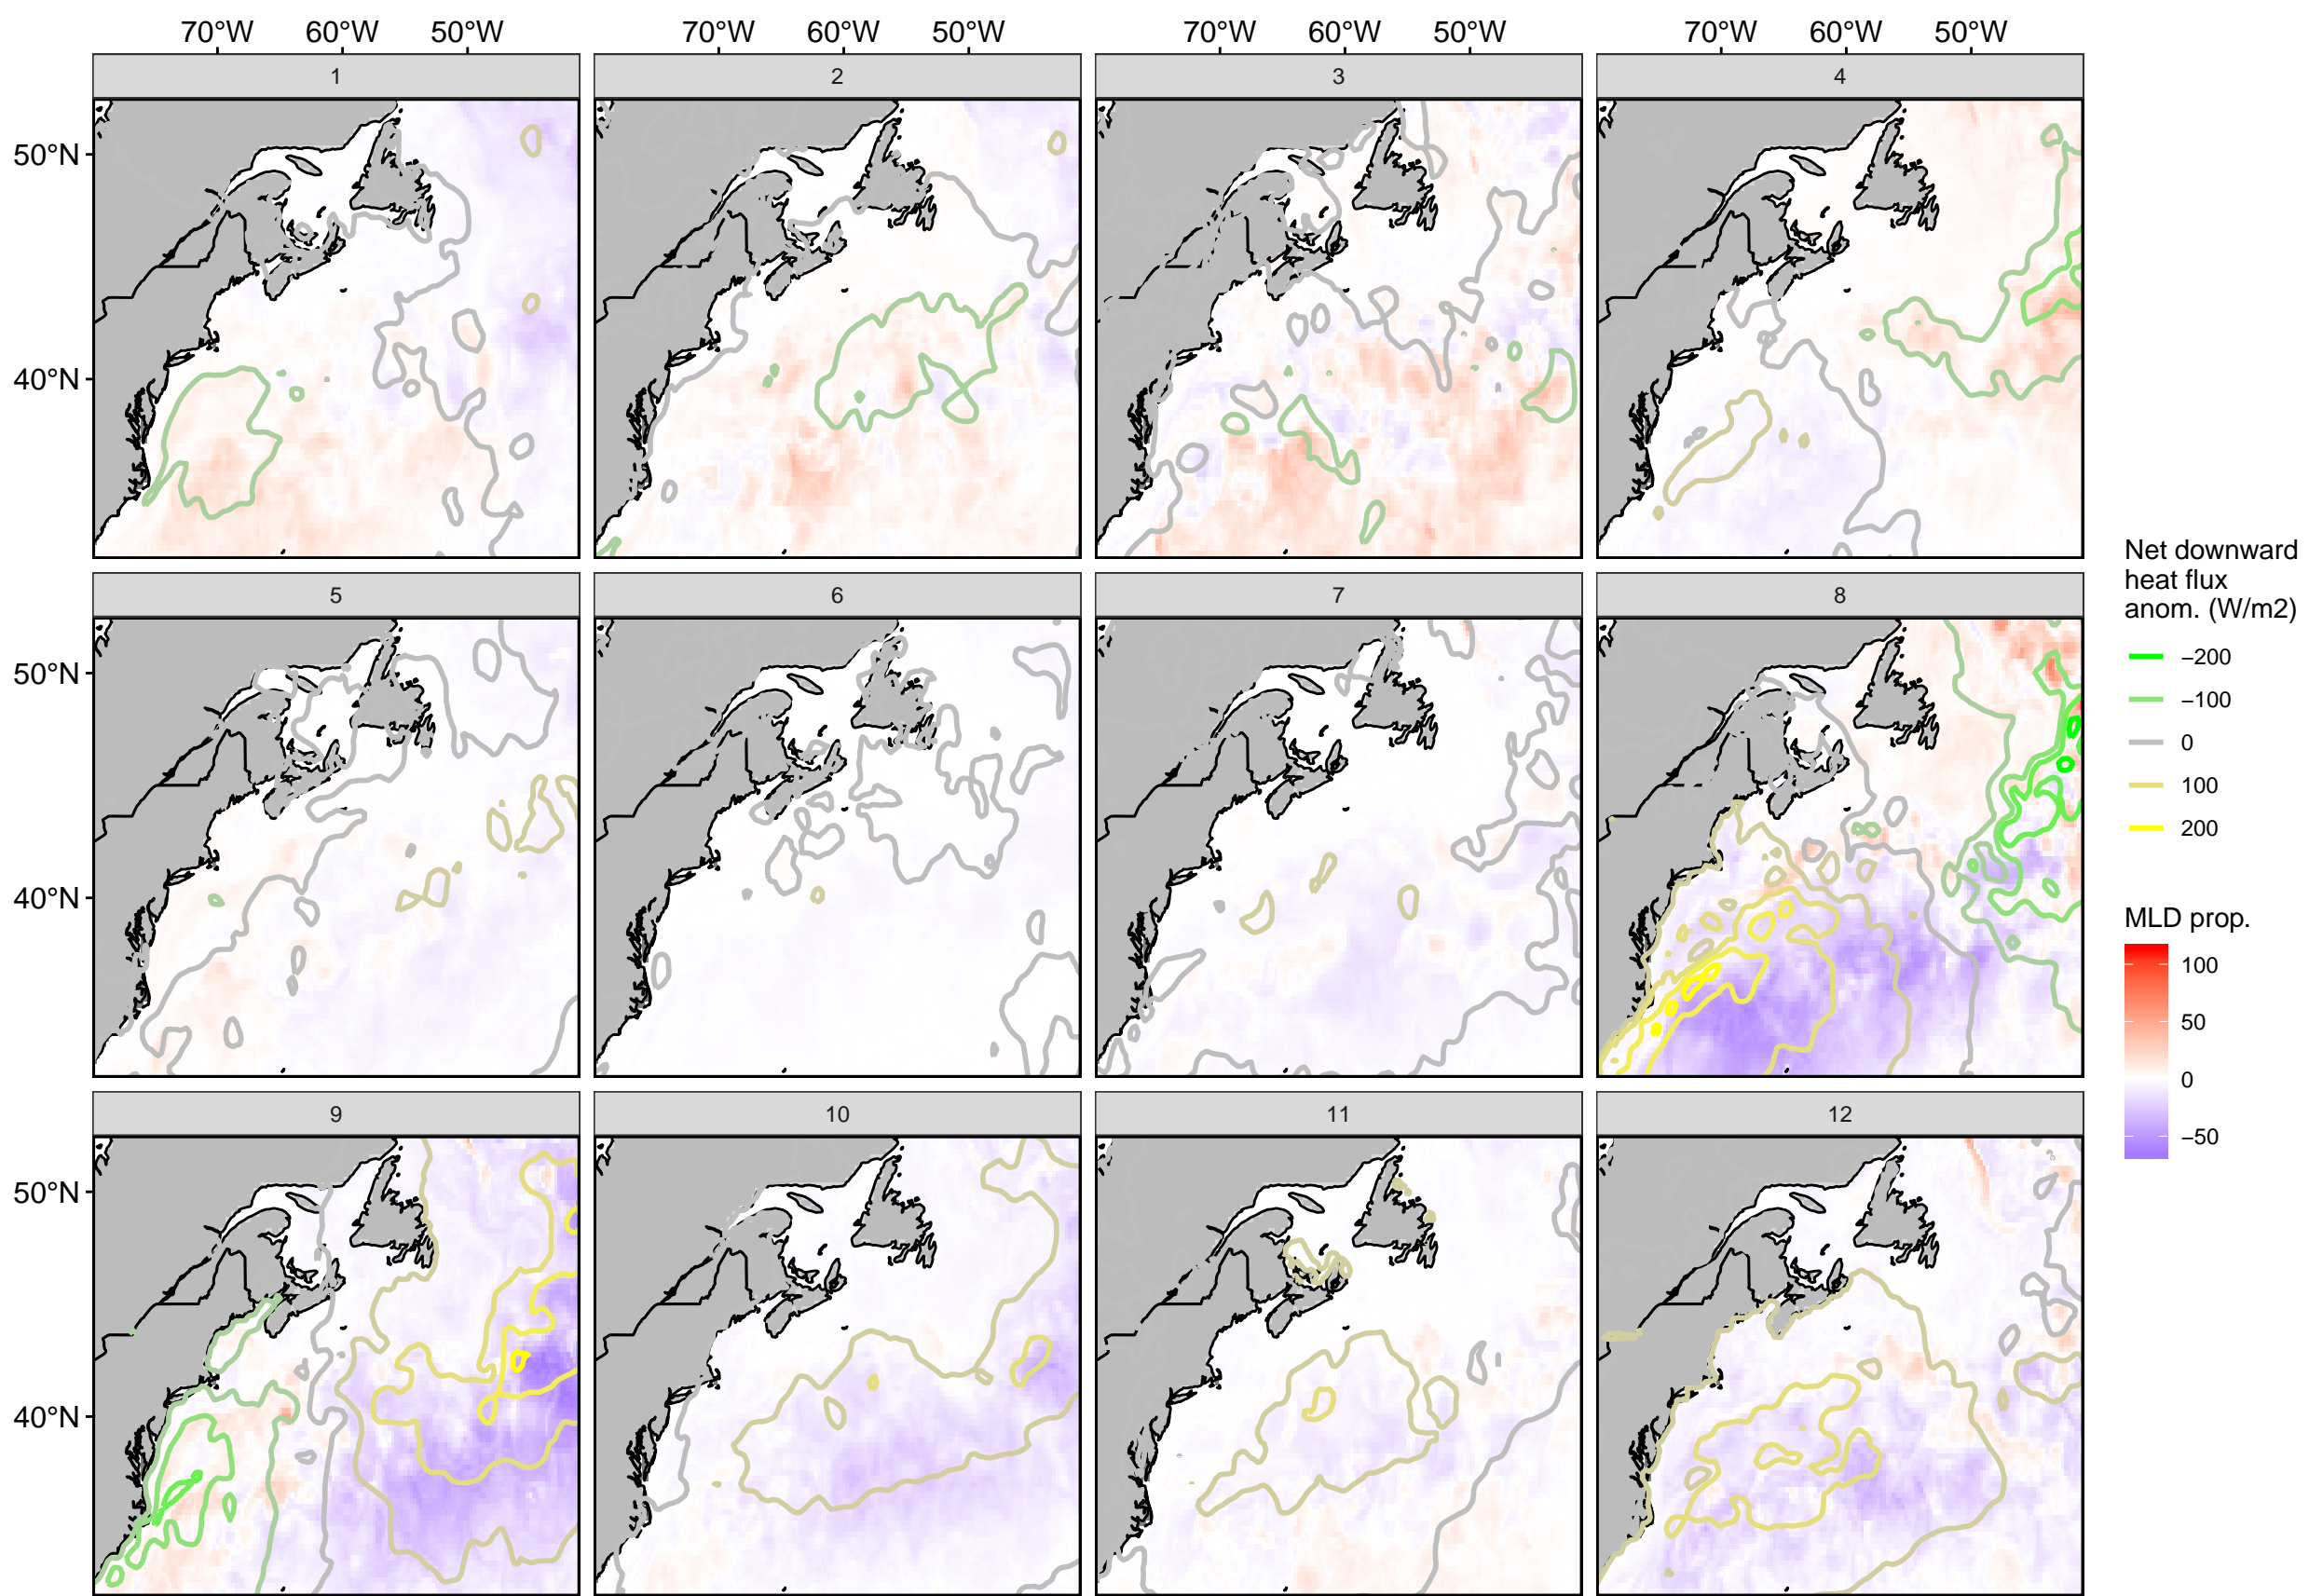 70°W 60°W 50°W 70°W 60°W 50°W 70°W 60°W 50°W 70°W 60°W 50°W
1 2 3 4
50°N
40°N
5 6 7 8
50°N
40°N
9 10 11 12
50°N
40°N
Net downward
heat flux
anom. (W/m2)
−200
−100
0
100
200
MLD prop.
100
50
0
−50